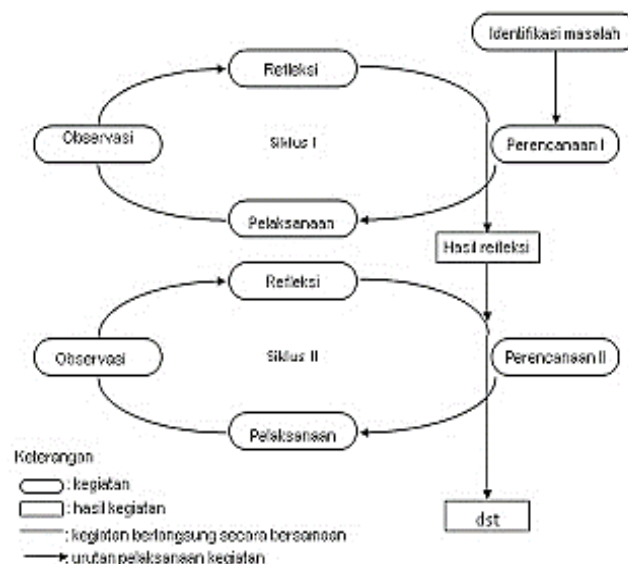 Identifikasi masalah
Refleksi
Observasi
Siklus I
Perencanaan I
Pelaksanaan
Hasil refleksi
Refleksi
Observasi
Siklus II
Perencanaan II
Pelaksanaan
Keterangan
: kegiatan
: hasil kegiatan
: kegiatan berlangsung secara bersamaan
: urutan pelaksanaan kegiatan
dst